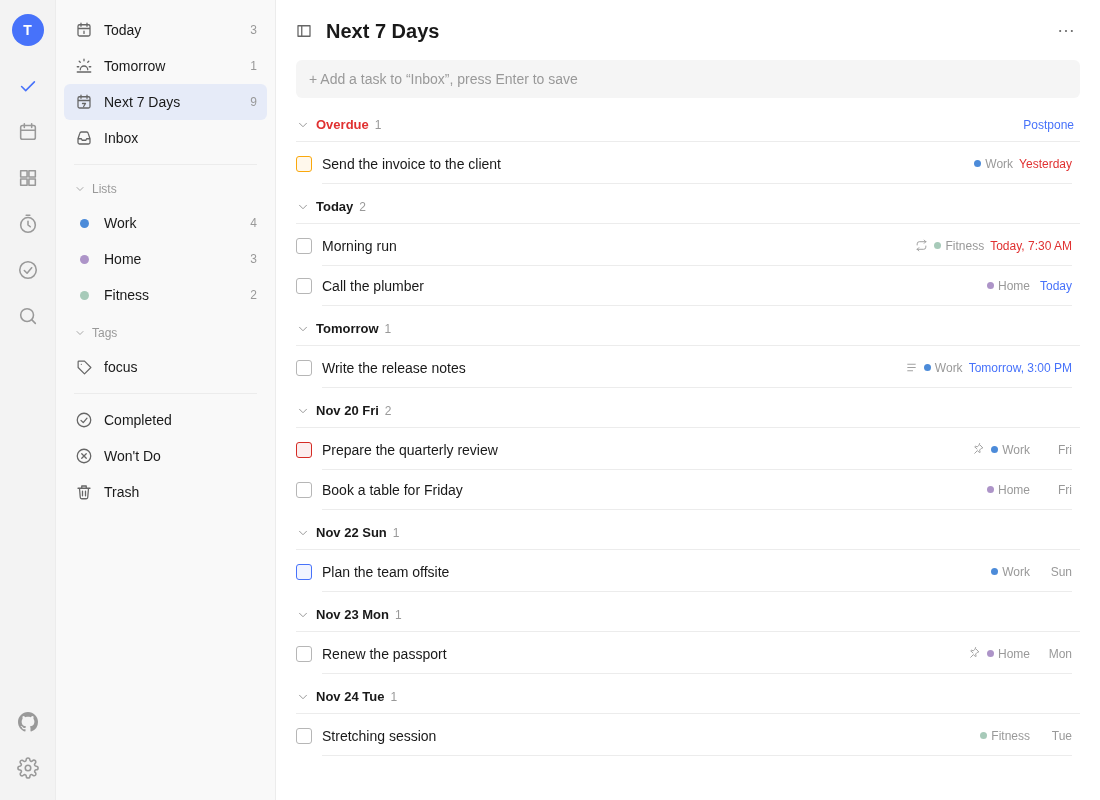 T
Today 3
Tomorrow 1
7 Next 7 Days 9
Inbox
Lists
Work 4
Home 3
Fitness 2
Tags
focus
Completed
Won't Do
Trash
Next 7 Days
+ Add a task to “Inbox”, press Enter to save
Overdue 1 Postpone
Send the invoice to the client Work Yesterday
Today 2
Morning run Fitness Today, 7:30 AM
Call the plumber Home Today
Tomorrow 1
Write the release notes Work Tomorrow, 3:00 PM
Nov 20 Fri 2
Prepare the quarterly review Work Fri
Book a table for Friday Home Fri
Nov 22 Sun 1
Plan the team offsite Work Sun
Nov 23 Mon 1
Renew the passport Home Mon
Nov 24 Tue 1
Stretching session Fitness Tue